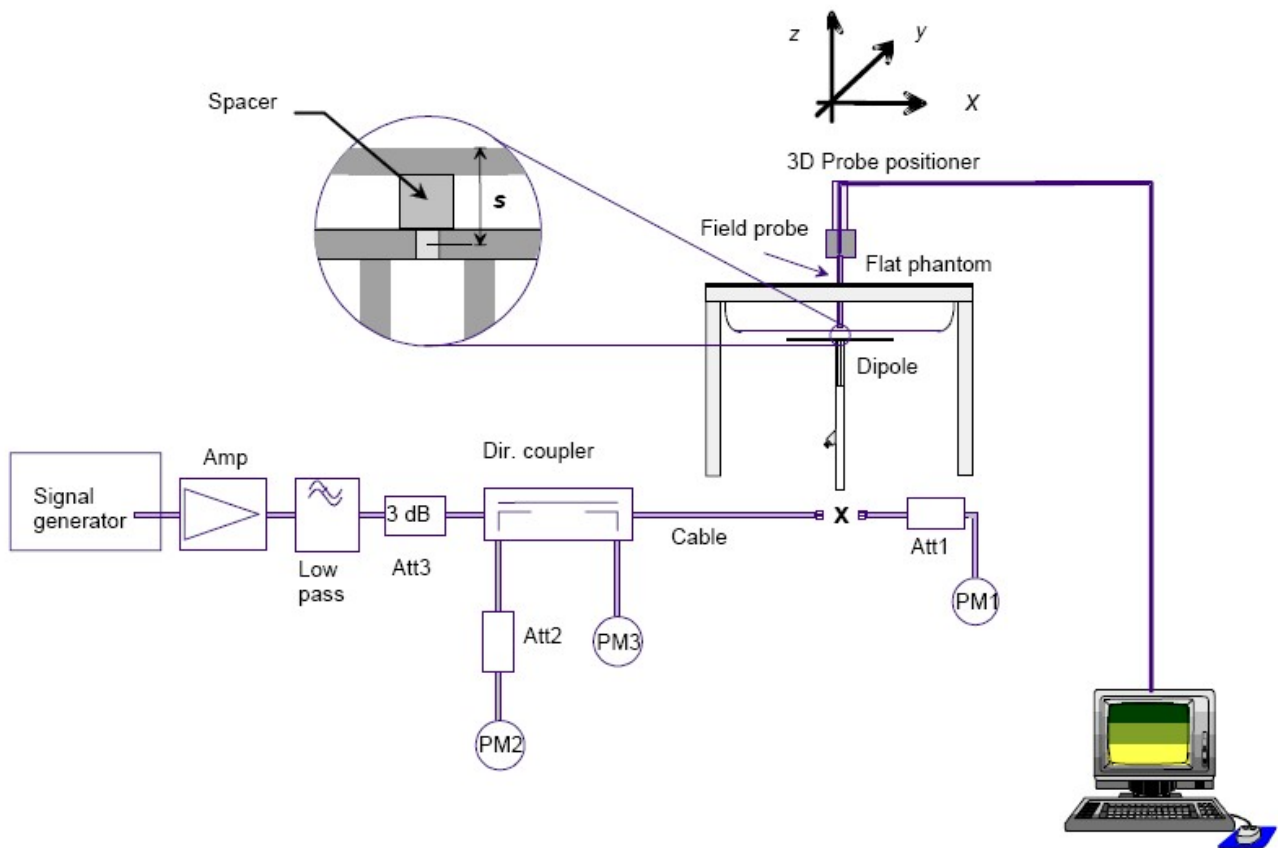 z
y
X
Spacer
s
3D Probe positioner
Field probe
Flat phantom
Dipole
Signal
generator
Amp
Low
pass
3 dB
Att3
Dir. coupler
Cable
X
Att1
PM1
Att2
PM3
PM2